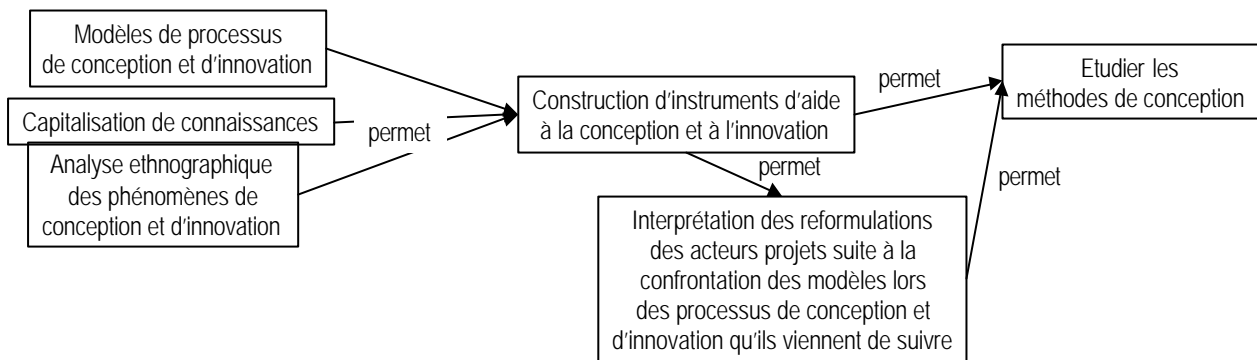 Modèles de processus
de conception et d'innovation
Capitalisation de connaissances
Analyse ethnographique
des phénomènes de
conception et d'innovation
permet
Construction d'instruments d'aide
à la conception et à l'innovation
permet
permet
Interprétation des reformulations
des acteurs projets suite à la
confrontation des modèles lors
des processus de conception et
d'innovation qu'ils viennent de suivre
permet
Etudier les
méthodes de conception